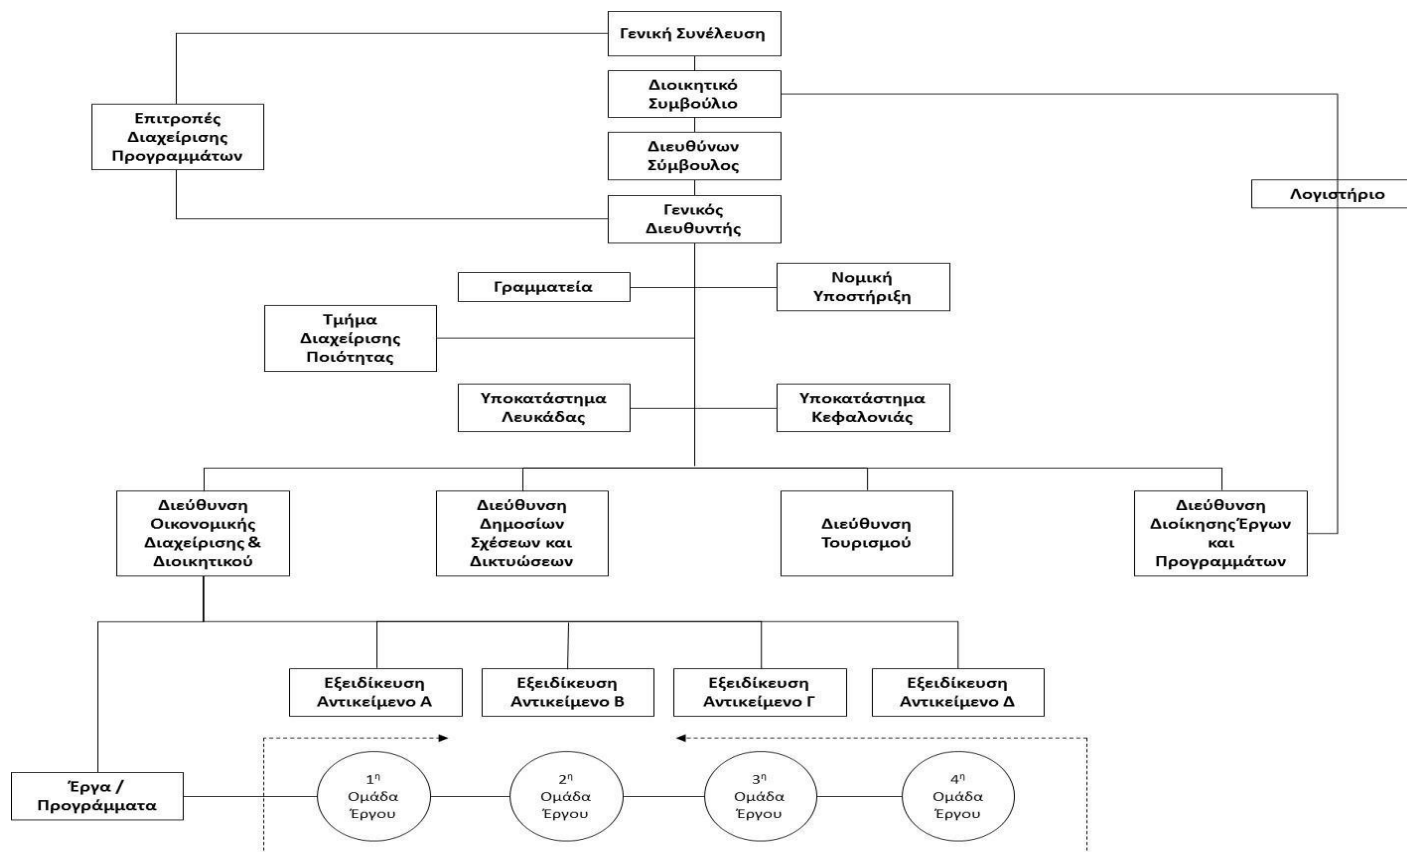 Γενική Συνέλευση
Διοικητικό
Συμβούλιο
Επιτροπές
Διαχείρισης
Προγραμμάτων
Διευθύνων
Σύμβουλος
Λογιστήριο
Γενικός
Διευθυντής
Γραμματεία
Νομική
Υποστήριξη
Τμήμα
Διαχείρισης
Ποιότητας
Υποκατάστημα
Λευκάδας
Υποκατάστημα
Κεφαλονιάς
Διεύθυνση
Οικονομικής
Διαχείρισης &
Διοικητικού
Διεύθυνση
Δημοσίων
Σχέσεων και
Δικτυώσεων
Διεύθυνση
Τουρισμού
Διεύθυνση
Διοίκησης Έργων
και
Προγραμμάτων
Εξειδίκευση
Αντικείμενο Α
Εξειδίκευση
Αντικείμενο Β
Εξειδίκευση
Αντικείμενο Γ
Εξειδίκευση
Αντικείμενο Δ
Έργα /
Προγράμματα
1η
Ομάδα
Έργου
2η
Ομάδα
Έργου
3η
Ομάδα
Έργου
4η
Ομάδα
Έργου